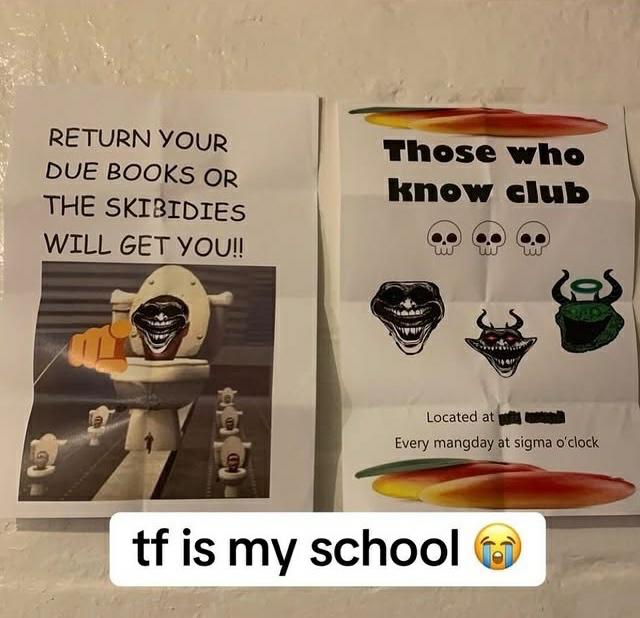 RETURN YOUR
DUE BOOKS OR
THE SKIBIDIES
WILL GET YOU!!
Those who
know club
Located at
Every mangday at sigma o'clock
tf is my school 😭